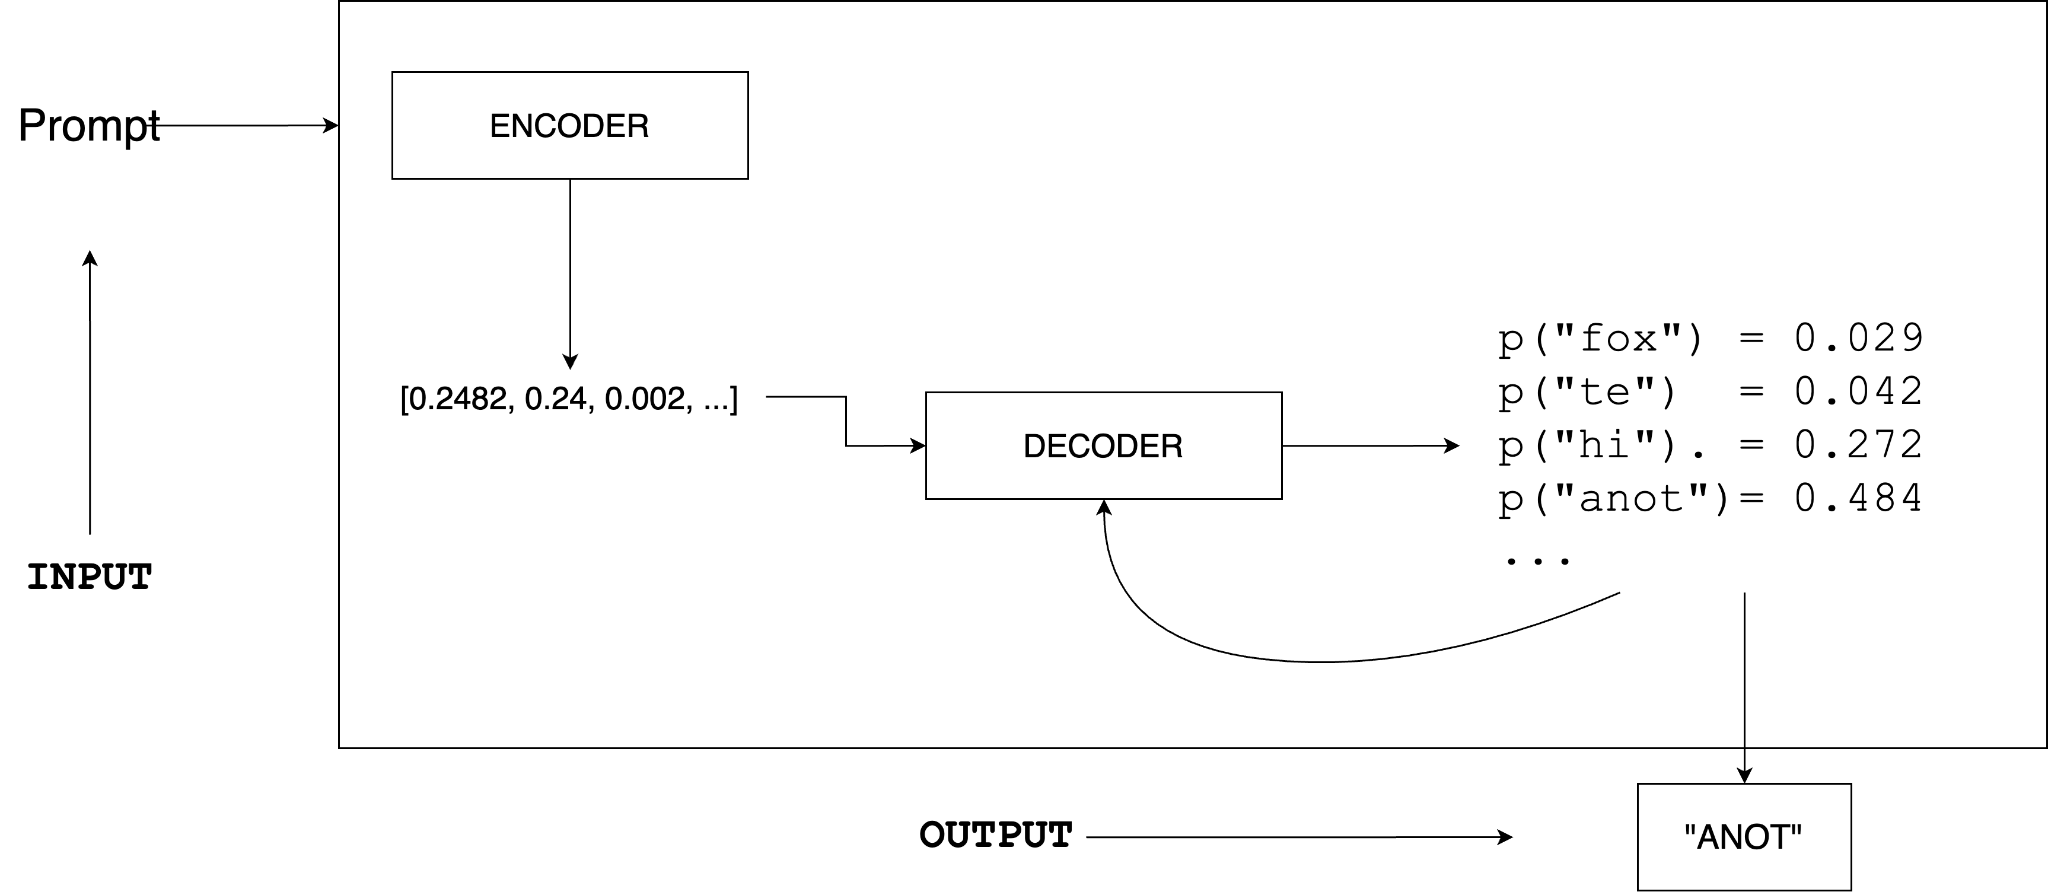 Prompt
ENCODER
INPUT
[0.2482, 0.24, 0.002, ...]
DECODER
p("fox") = 0.029
p("te")  = 0.042
p("hi"). = 0.272
p("anot")= 0.484
...
OUTPUT
"ANOT"